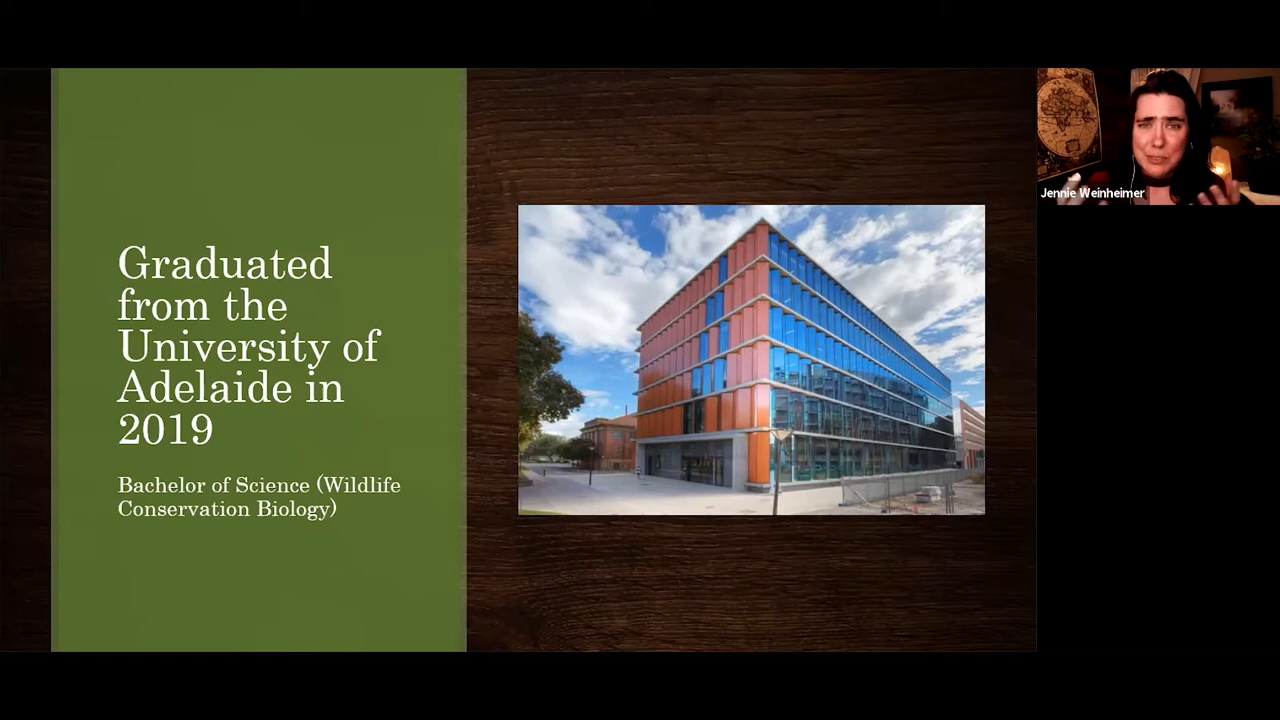 Graduated
from the
University of
Adelaide in
2019
Bachelor of Science (Wildlife
Conservation Biology)
Jennie Weinheimer